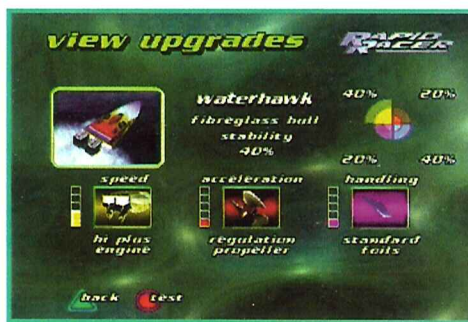 view upgrades
RAPID RACER
waterhawk
fibreglass hull
stability
40%
40% 20%
20% 40%
speed acceleration handling
hi plus engine
regulation propeller
standard foils
back test